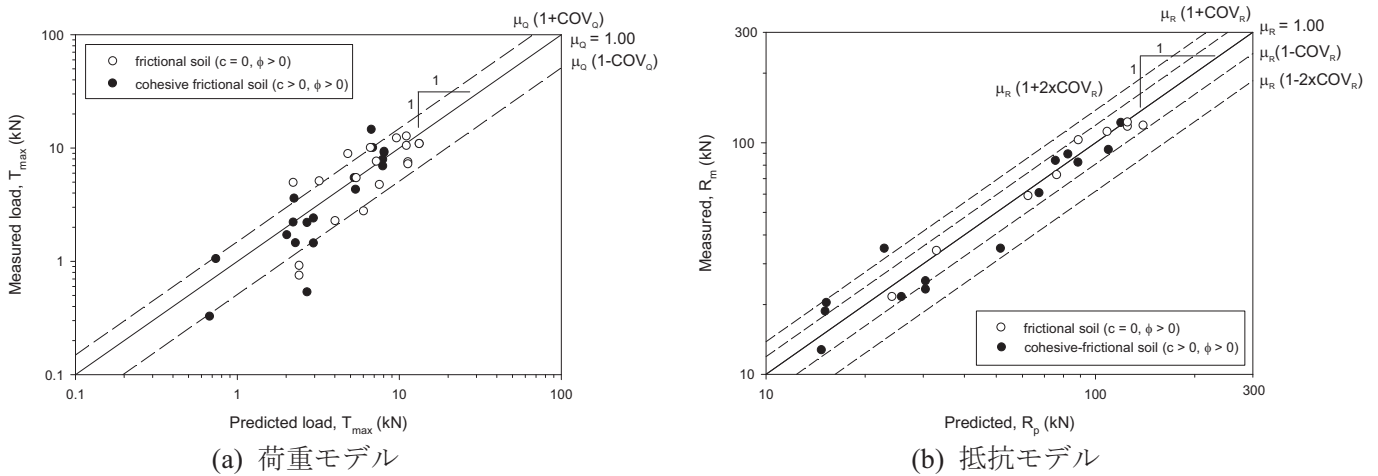 μQ (1+COVQ)
μQ = 1.00
μQ (1-COVQ)
100
10
1
0.1
Measured load, Tmax (kN)
○ frictional soil (c = 0, ϕ > 0)
● cohesive frictional soil (c > 0, ϕ > 0)
1
1
0.1
1
10
100
Predicted load, Tmax (kN)
(a) 荷重モデル
μR (1+COVR)
μR = 1.00
μR(1-COVR)
μR (1-2xCOVR)
μR (1+2xCOVR)
300
100
10
Measured, Rm (kN)
1
1
○ frictional soil (c = 0, ϕ > 0)
● cohesive-frictional soil (c > 0, ϕ > 0)
10
100
300
Predicted, Rp (kN)
(b) 抵抗モデル